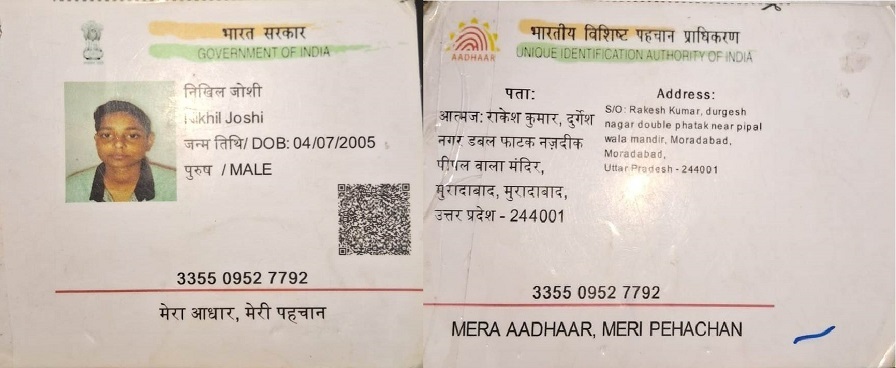 भारत सरकार
GOVERNMENT OF INDIA
निखिल जोशी
Nikhil Joshi
जन्म तिथि/ DOB: 04/07/2005
पुरुष / MALE
3355 0952 7792
मेरा आधार, मेरी पहचान
भारतीय विशिष्ट पहचान प्राधिकरण
UNIQUE IDENTIFICATION AUTHORITY OF INDIA
AADHAAR
पता:
आत्मज: राकेश कुमार, दुर्गेश
नगर डबल फाटक नज़दीक
पीपल वाला मंदिर,
मुरादाबाद, मुरादाबाद,
उत्तर प्रदेश - 244001
Address:
S/O: Rakesh Kumar, durgesh
nagar double phatak near pipal
wala mandir, Moradabad,
Moradabad,
Uttar Pradesh - 244001
3355 0952 7792
MERA AADHAAR, MERI PEHACHAN